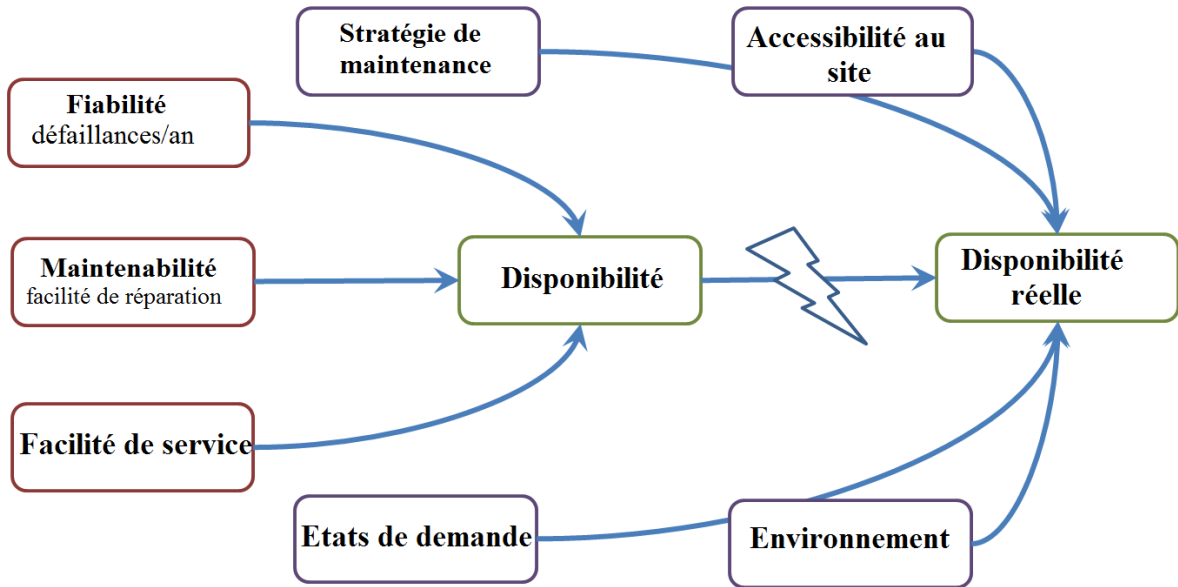 Stratégie de
maintenance
Accessibilité au
site
Fiabilité
défaillances/an
Maintenabilité
facilité de réparation
Disponibilité
Disponibilité
réelle
Facilité de service
Etats de demande
Environnement